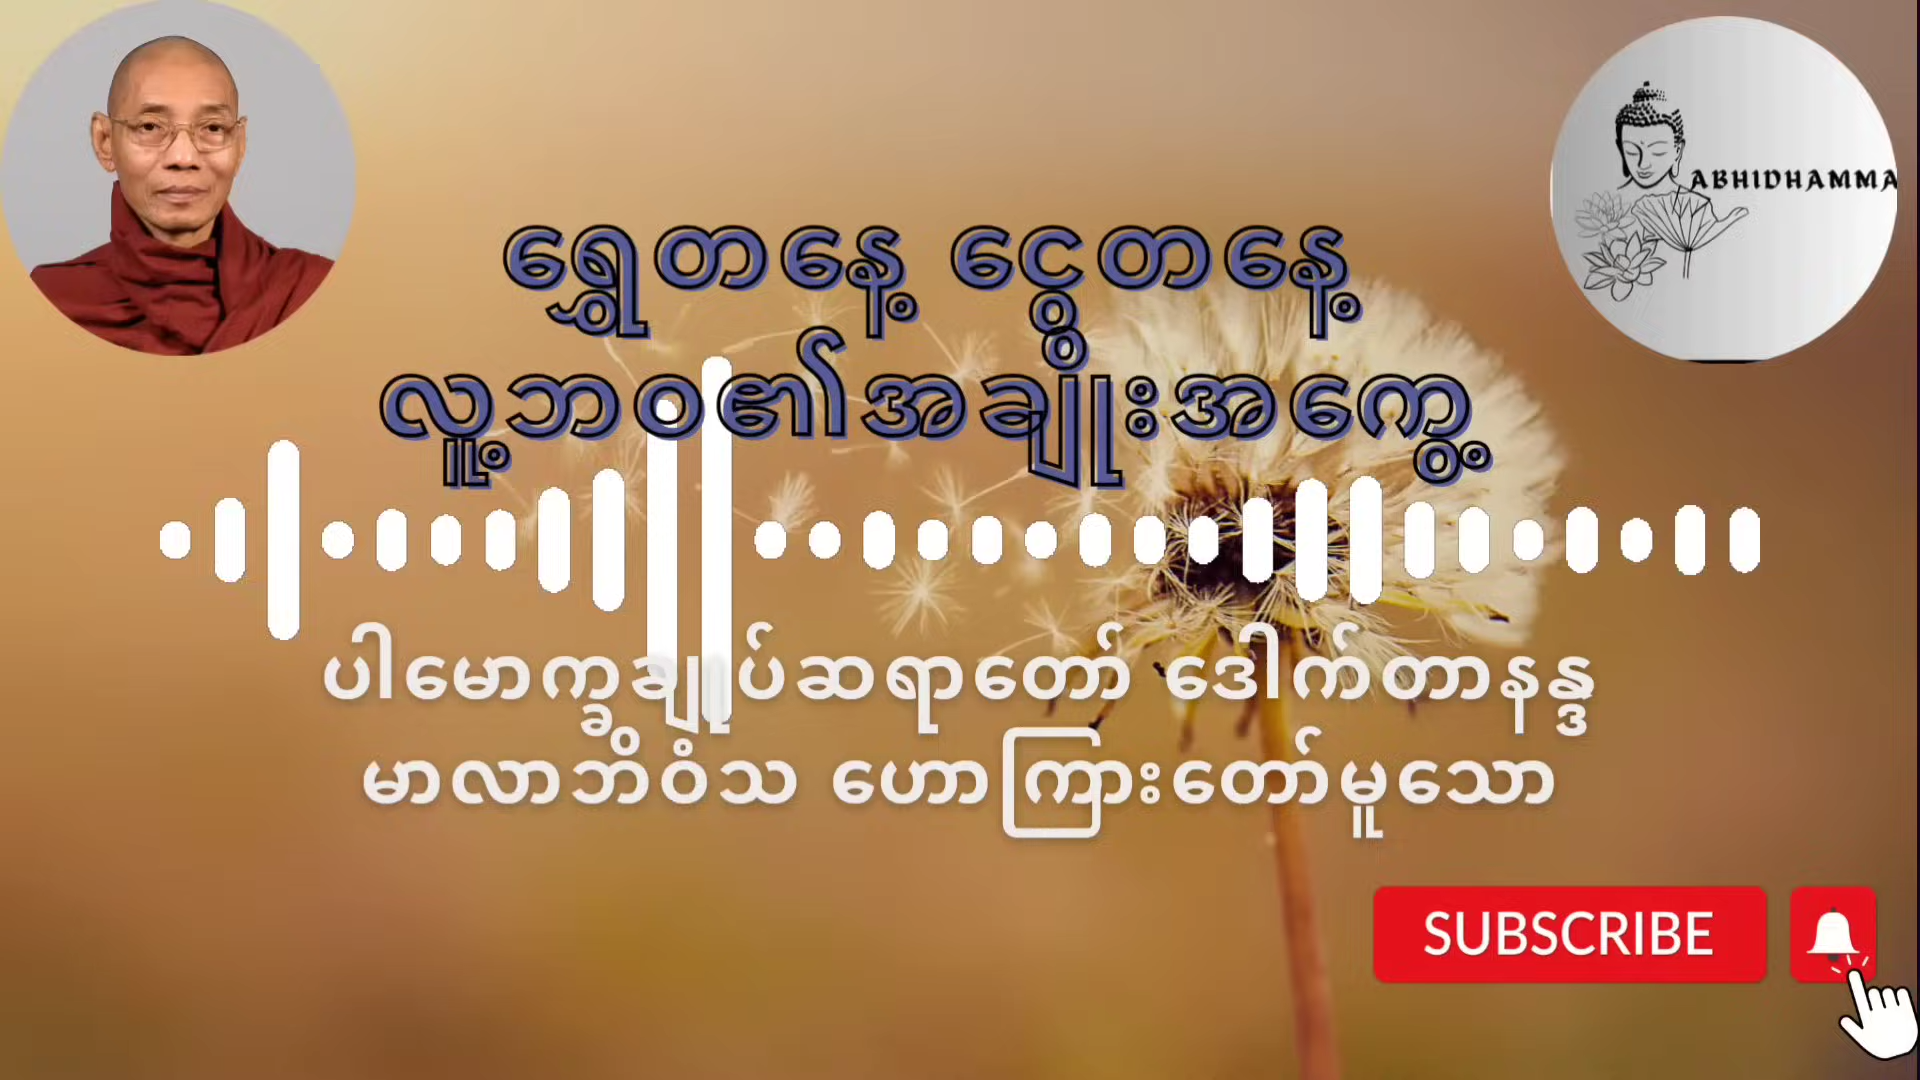 ABHIDHAMMA
ရွှေတနေ့ ငွေတနေ့
လူ့ဘဝ၏အချိုးအကွေ့
ပါမောက္ခချုပ်ဆရာတော် ဒေါက်တာနန္ဒ
မာလာဘိဝံသ ဟောကြားတော်မူသော
SUBSCRIBE